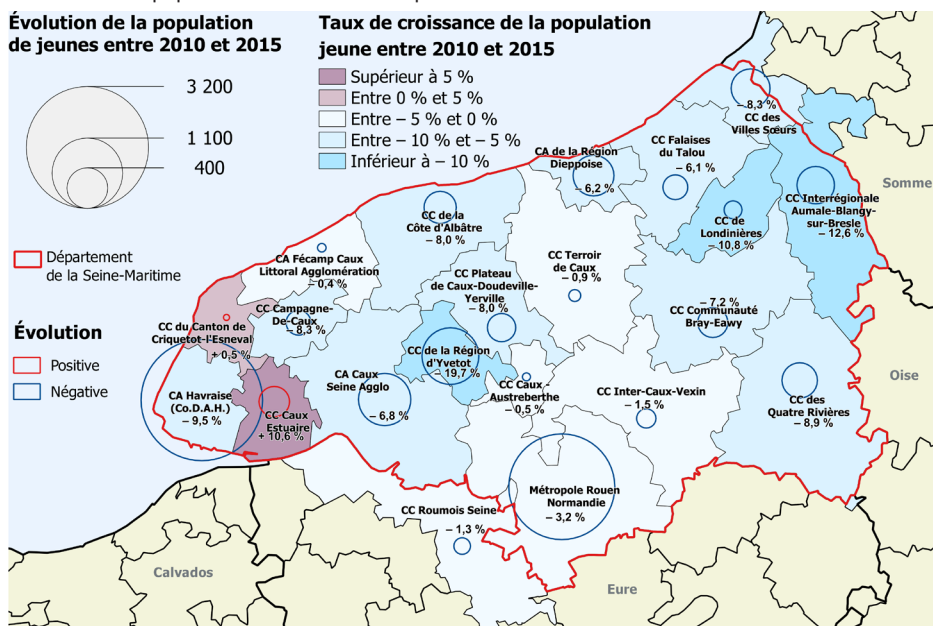 Évolution de la population
de jeunes entre 2010 et 2015
3 200
1 100
400
Département
de la Seine-Maritime
Évolution
Positive
Négative
Taux de croissance de la population
jeune entre 2010 et 2015
Supérieur à 5 %
Entre 0 % et 5 %
Entre – 5 % et 0 %
Entre – 10 % et – 5 %
Inférieur à – 10 %
– 8,3 %
CC des
Villes Sœurs
CC Falaises
du Talou
– 6,1 %
CA de la Région
Dieppoise
– 6,2 %
Somme
CC Interrégionale
Aumale-Blangy-
sur-Bresle
– 12,6 %
CC de
Londinières
– 10,8 %
CC de la
Côte d'Albâtre
– 8,0 %
CA Fécamp Caux
Littoral Agglomération
– 0,4 %
CC Terroir
de Caux
– 0,9 %
CC Plateau
de Caux-Doudeville-
Yerville
– 8,0 %
CC Campagne-
De-Caux
– 8,3 %
– 7,2 %
CC Communauté
Bray-Eawy
CC du Canton de
Criquetot-l'Esneval
+ 0,5 %
CC de la Région
d'Yvetot
– 19,7 %
Oise
CA Caux
Seine Agglo
– 6,8 %
CC Caux -
Austreberthe
– 0,5 %
CC Inter-Caux-Vexin
– 1,5 %
CA Havraise
(Co.D.A.H.)
– 9,5 %
CC Caux
Estuaire
+ 10,6 %
CC des
Quatre Rivières
– 8,9 %
Métropole Rouen
Normandie
– 3,2 %
CC Roumois Seine
– 1,3 %
Calvados
Eure